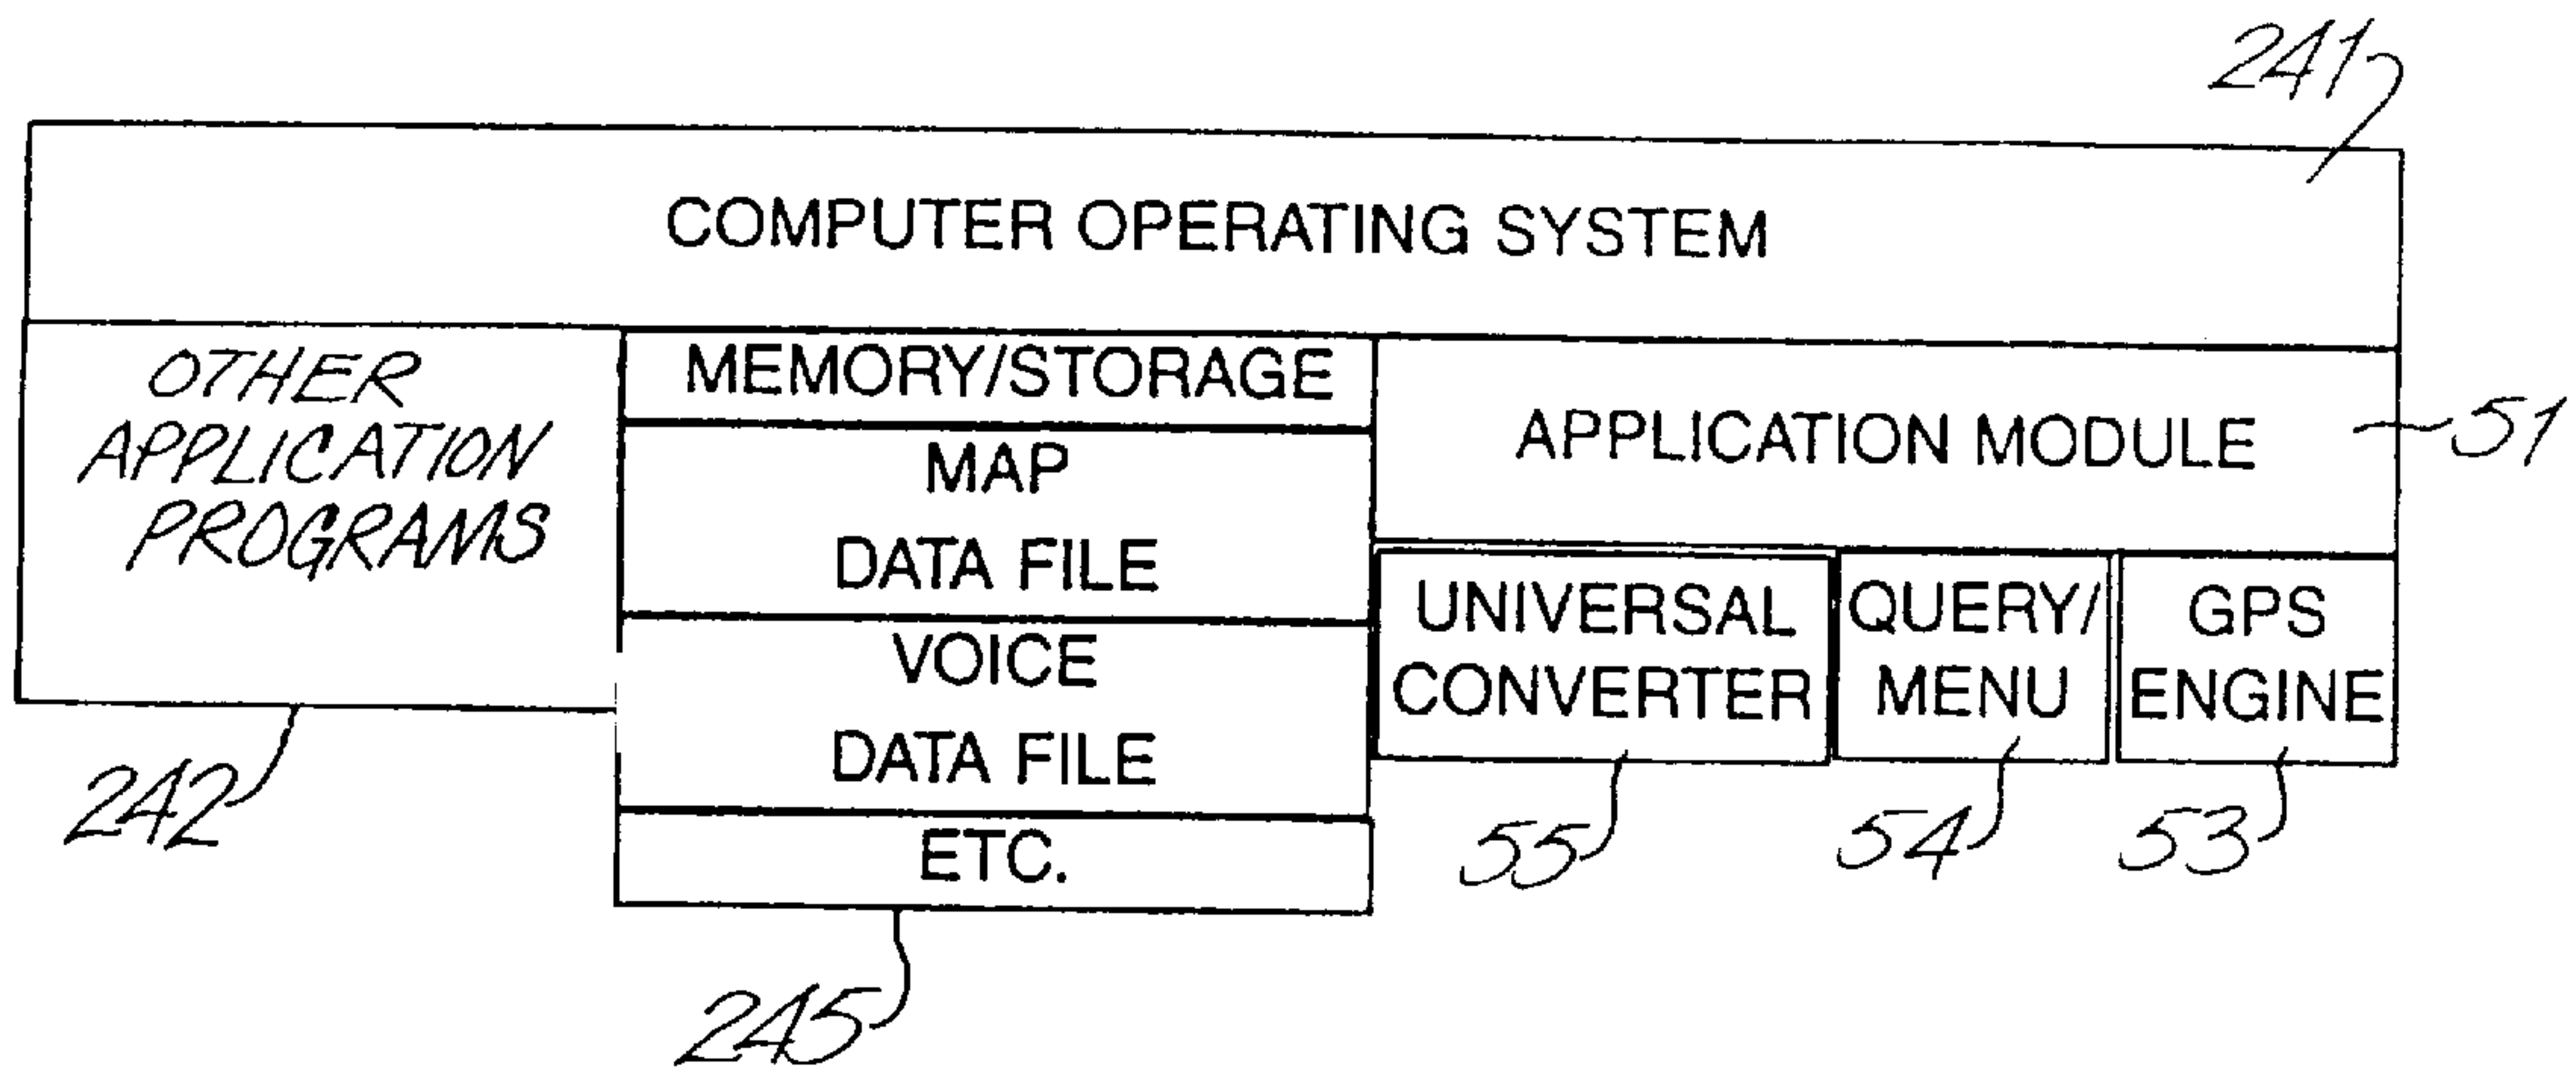 241
COMPUTER OPERATING SYSTEM
OTHER
APPLICATION
PROGRAMS
242
MEMORY/STORAGE
MAP
DATA FILE
VOICE
DATA FILE
ETC.
245
APPLICATION MODULE
51
UNIVERSAL
CONVERTER
55
QUERY/
MENU
54
GPS
ENGINE
53